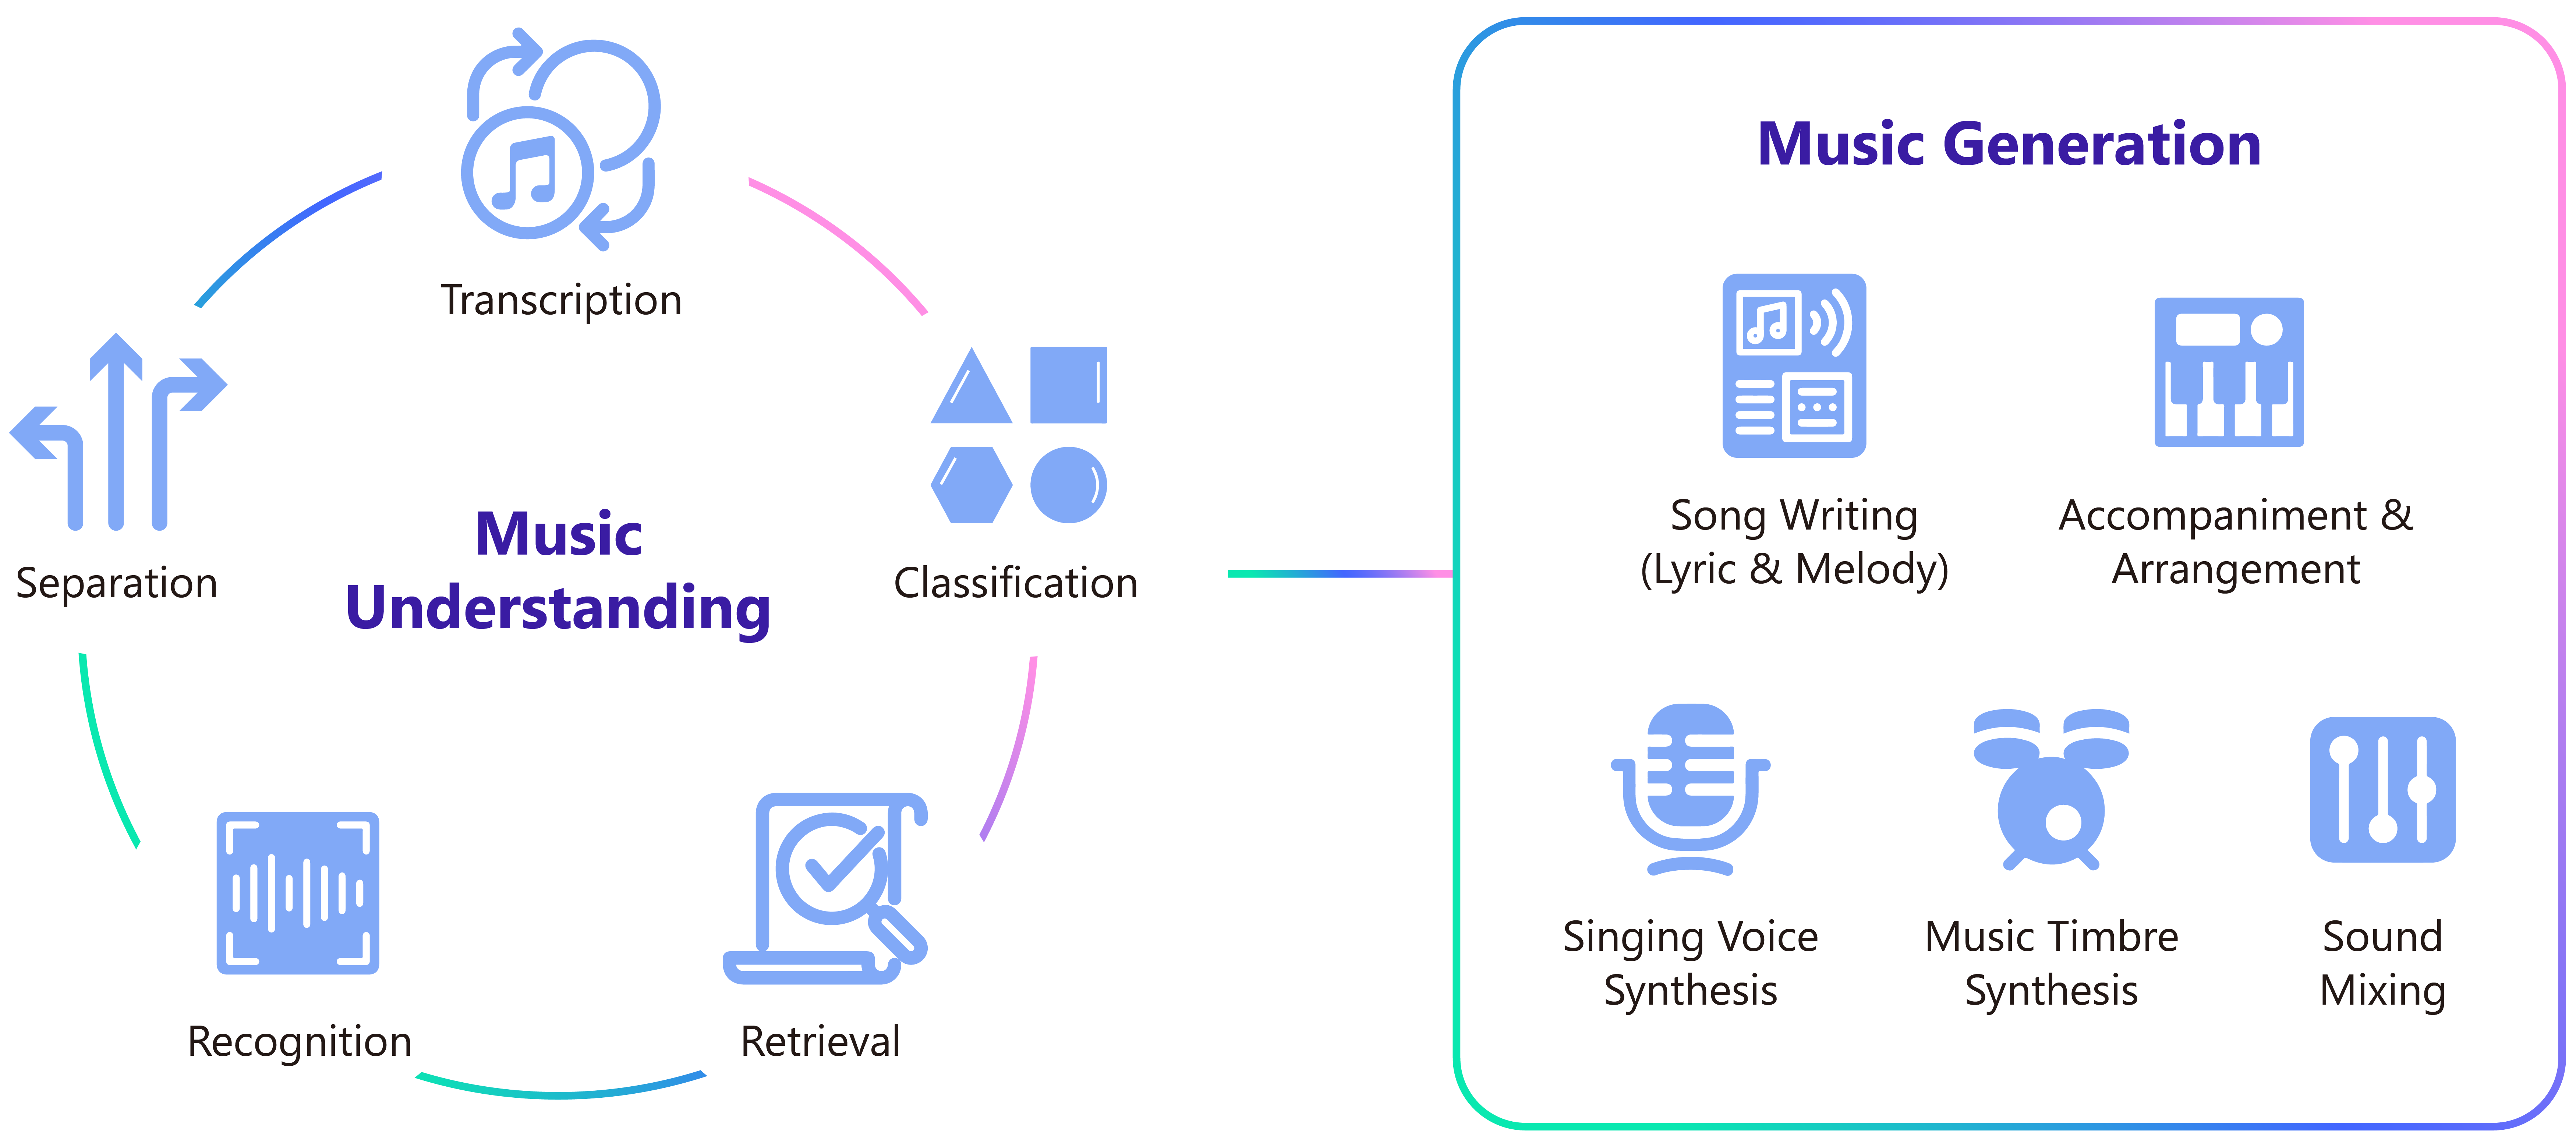 Transcription
Separation
Classification
Music
Understanding
Recognition
Retrieval
Music Generation
Song Writing
(Lyric & Melody)
Accompaniment &
Arrangement
Singing Voice
Synthesis
Music Timbre
Synthesis
Sound
Mixing